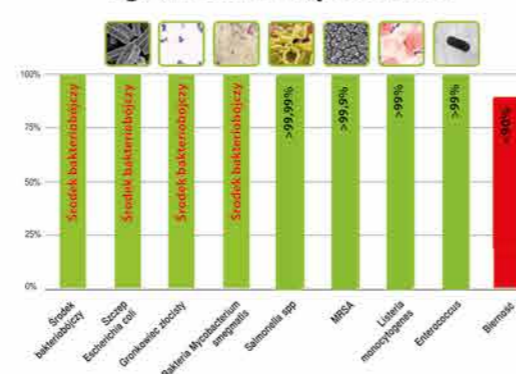 100%
75%
50%
25%
0%
Środek bakteriobójczy
Środek bakteriobójczy
Środek bakteriobójczy
Środek bakteriobójczy
<99,99%
>99,9%
<99%
<99%
<90%
Środek
bakteriobójczy
Szczep
Escherichia coli
Gronkowiec złocisty
Bakteria Mycobacterium
smegmatis
Salmonella spp
MRSA
Listeria
monocytogenes
Enterococcus
Bierność